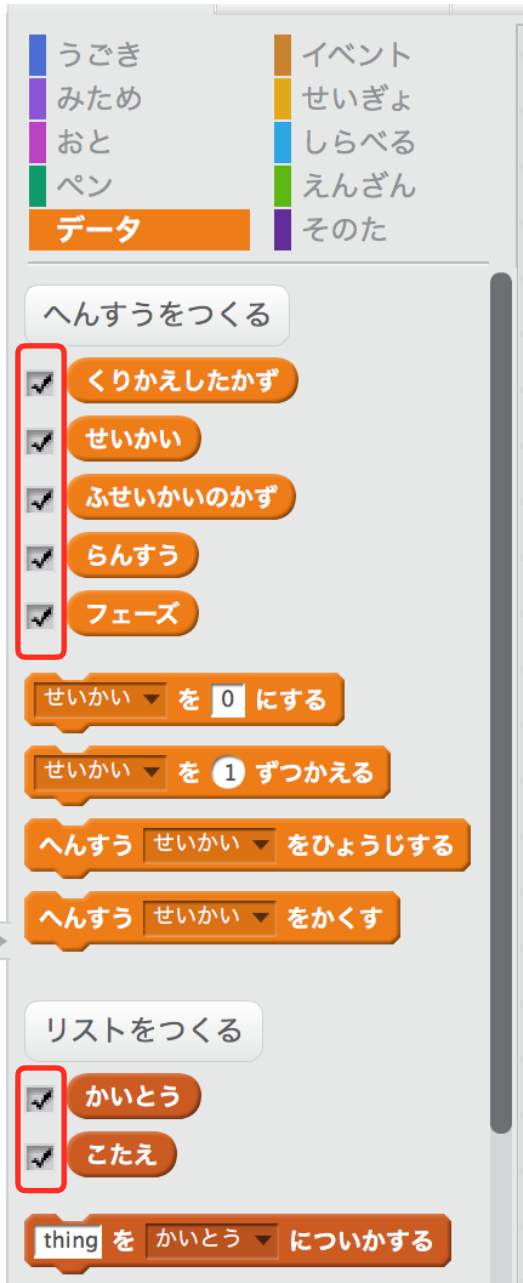 うごき イベント
みため せいぎょ
おと しらべる
ペン えんざん
データ そのた
へんすうをつくる
くりかえしたかず
せいかい
ふせいかいのかず
らんすう
フェーズ
せいかい を 0 にする
せいかい を 1 ずつかえる
へんすう せいかい をひょうじする
へんすう せいかい をかくす
リストをつくる
かいとう
こたえ
thing を かいとう についかする